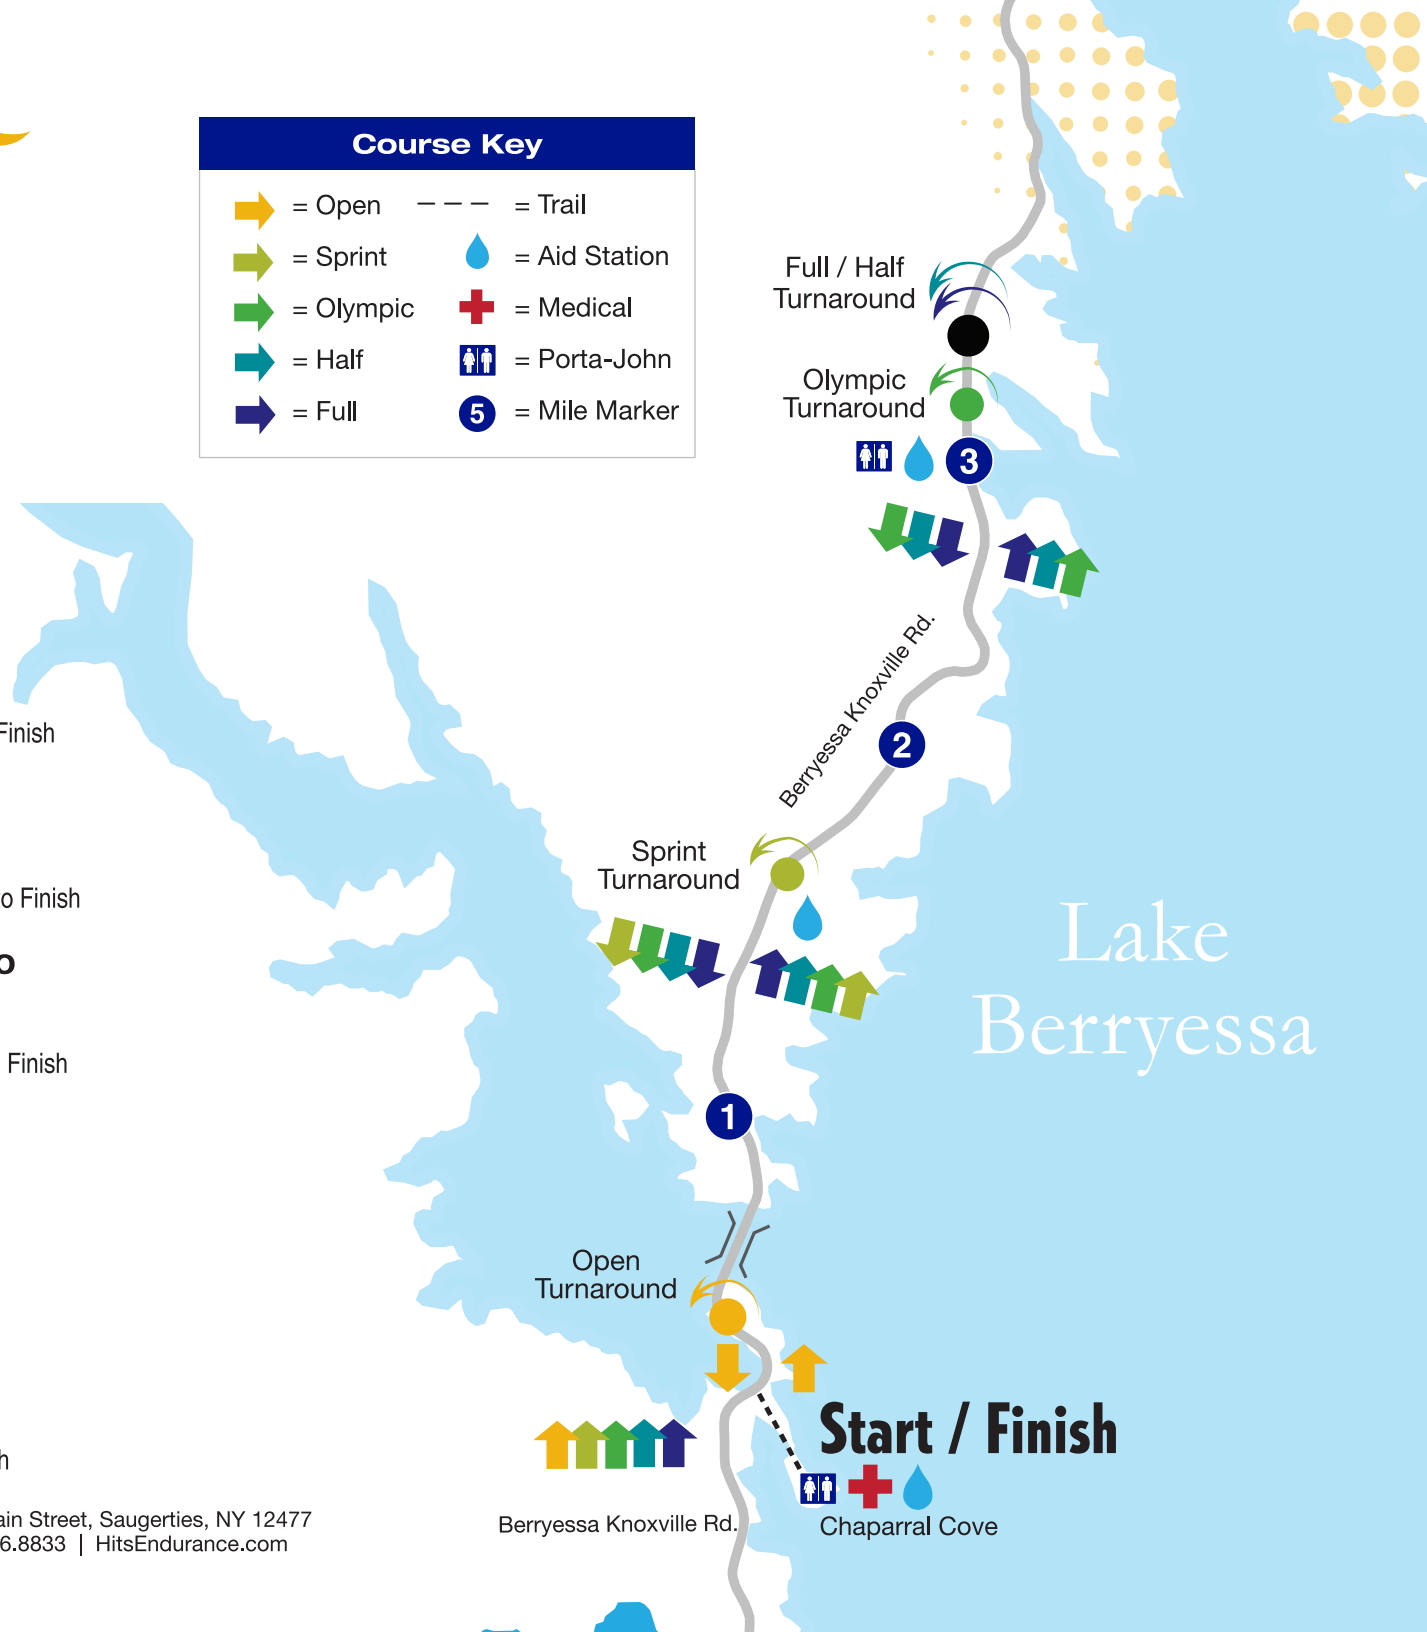 Course Key
= Open
= Trail
= Sprint
= Aid Station
= Olympic
= Medical
= Half
= Porta-John
= Full
5
= Mile Marker
Full / Half
Turnaround
Olympic
Turnaround
3
Berryessa Knoxville Rd.
2
Sprint
Turnaround
Lake
Berryessa
1
Open
Turnaround
Start / Finish
Chaparral Cove
Berryessa Knoxville Rd.
Finish
o Finish
o
Finish
h
ain Street, Saugerties, NY 12477
6.8833 | HitsEndurance.com